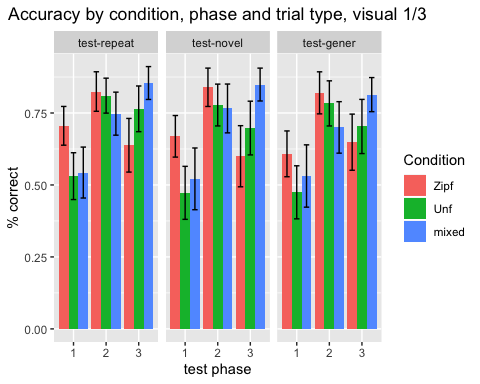 Accuracy by condition, phase and trial type, visual 1/3
test-repeat test-novel test-gener
0.75
0.50
0.25
0.00
% correct
1 2 3 1 2 3 1 2 3
test phase
Condition
Zipf
Unf
mixed